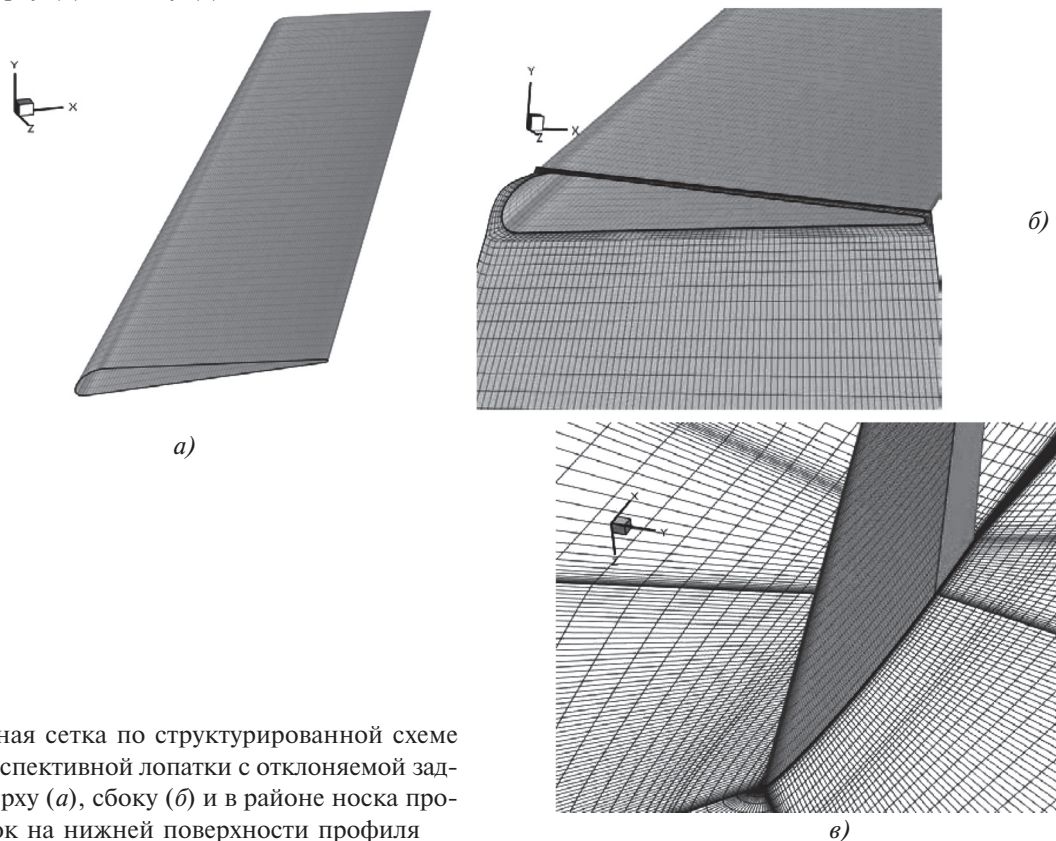 Y
X
Z
Y
X
Z
б)
а)
X
Y
Z
ная сетка по структурированной схеме
спективной лопатки с отклоняемой зад-
рху (а), сбоку (б) и в районе носка про-
ок на нижней поверхности профиля
в)